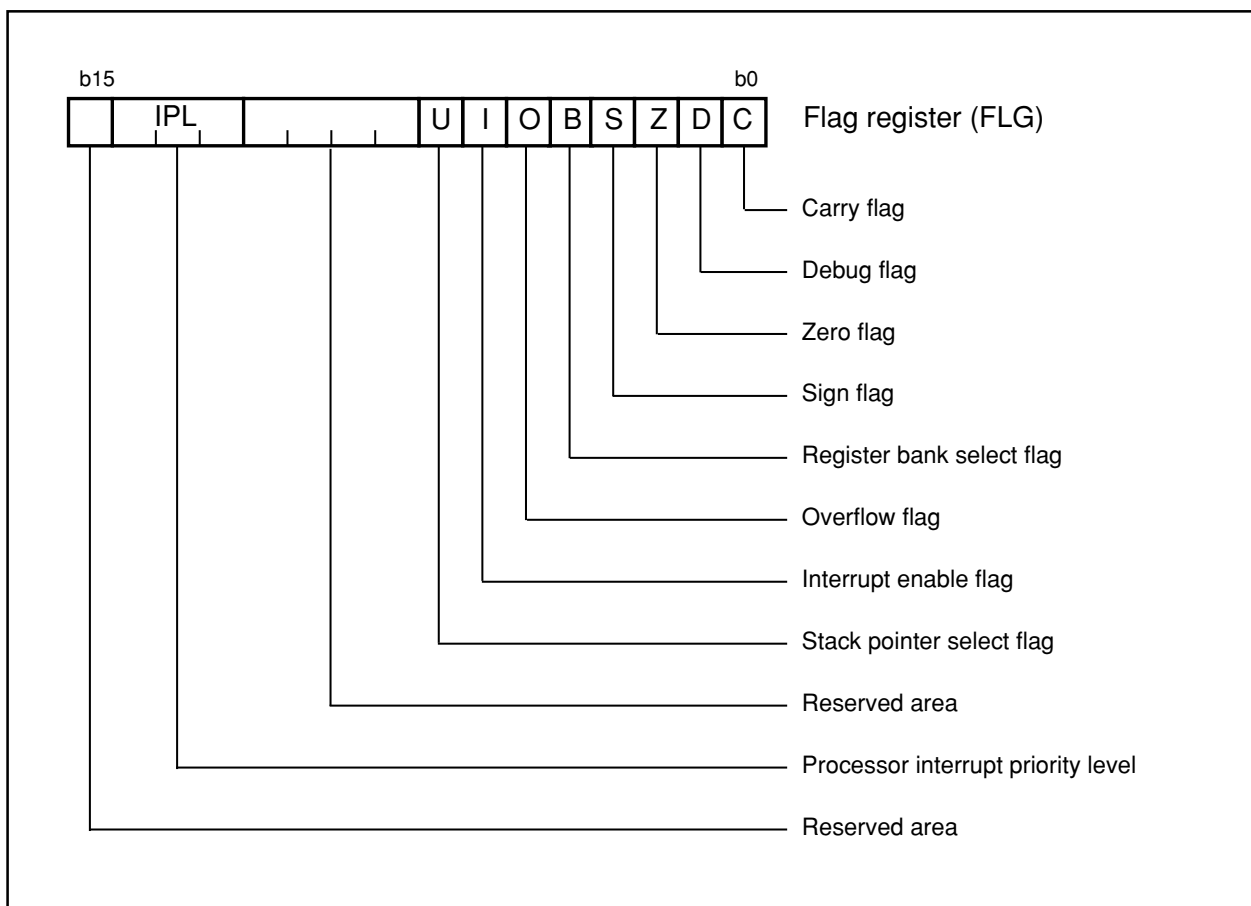 b15 b0
IPL U I O B S Z D C Flag register (FLG)
Carry flag
Debug flag
Zero flag
Sign flag
Register bank select flag
Overflow flag
Interrupt enable flag
Stack pointer select flag
Reserved area
Processor interrupt priority level
Reserved area